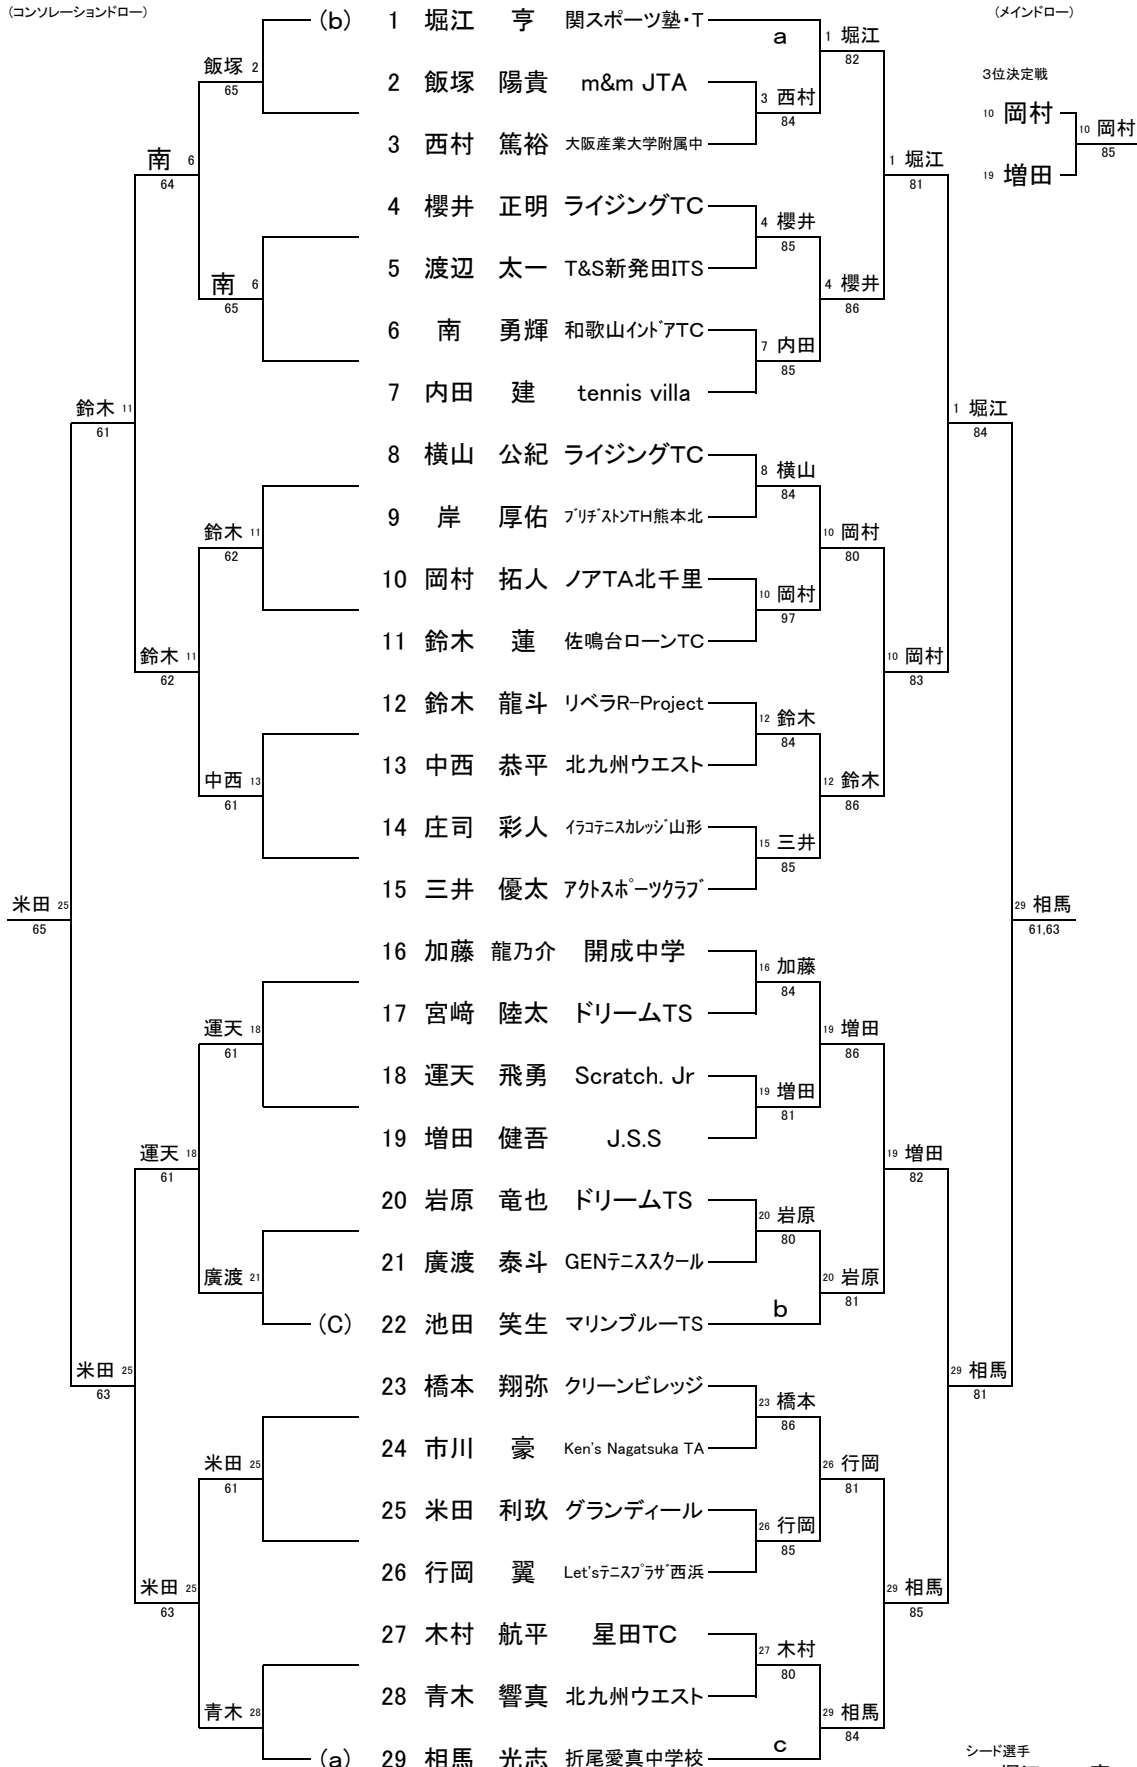 (コンソレーションドロー)
(メインドロー)
3位決定戦
10 岡村
19 増田
10 岡村
85
(b) 1 堀江 亨 関スポーツ塾・T a
2 飯塚 陽貴 m&m JTA
3 西村 篤裕 大阪産業大学附属中
4 櫻井 正明 ライジングTC
5 渡辺 太一 T&S新発田ITS
6 南 勇輝 和歌山インドアTC
7 内田 建 tennis villa
8 横山 公紀 ライジングTC
9 岸 厚佑 ブリヂストンTH熊本北
10 岡村 拓人 ノアTA北千里
11 鈴木 蓮 佐鳴台ローンTC
12 鈴木 龍斗 リベラR-Project
13 中西 恭平 北九州ウエスト
14 庄司 彩人 イラコテニスカレッジ山形
15 三井 優太 アクトスポーツクラブ
16 加藤 龍乃介 開成中学
17 宮﨑 陸太 ドリームTS
18 運天 飛勇 Scratch. Jr
19 増田 健吾 J.S.S
20 岩原 竜也 ドリームTS
21 廣渡 泰斗 GENテニススクール
(C) 22 池田 笑生 マリンブルーTS b
23 橋本 翔弥 クリーンビレッジ
24 市川 豪 Ken's Nagatsuka TA
25 米田 利玖 グランディール
26 行岡 翼 Let'sテニスプラザ西浜
27 木村 航平 星田TC
28 青木 響真 北九州ウエスト
(a) 29 相馬 光志 折尾愛真中学校 c
飯塚 2
65
南 6
65
鈴木 11
62
中西 13
61
運天 18
61
廣渡 21
米田 25
61
青木 28
南 6
64
鈴木 11
62
運天 18
61
米田 25
63
鈴木 11
61
米田 25
63
米田 25
65
3 西村
84
4 櫻井
85
7 内田
85
8 横山
84
10 岡村
97
12 鈴木
84
15 三井
85
16 加藤
84
19 増田
81
20 岩原
80
23 橋本
86
26 行岡
85
27 木村
80
1 堀江
82
4 櫻井
86
10 岡村
80
12 鈴木
86
19 増田
86
20 岩原
81
26 行岡
81
29 相馬
84
1 堀江
81
10 岡村
83
19 増田
82
29 相馬
85
1 堀江
84
29 相馬
81
29 相馬
61,63
シード選手